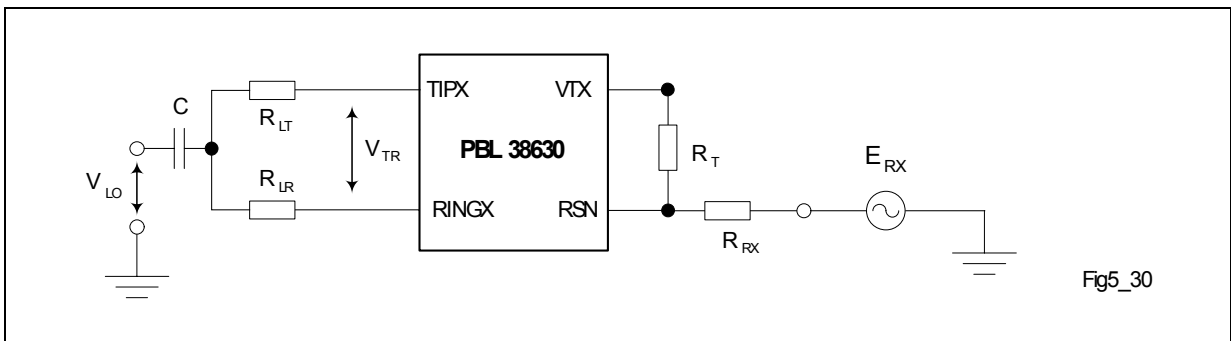 C
TIPX
VTX
R LT
V TR
PBL 38630
R T
E RX
V LO
R LR
RINGX
RSN
R RX
Fig5_30